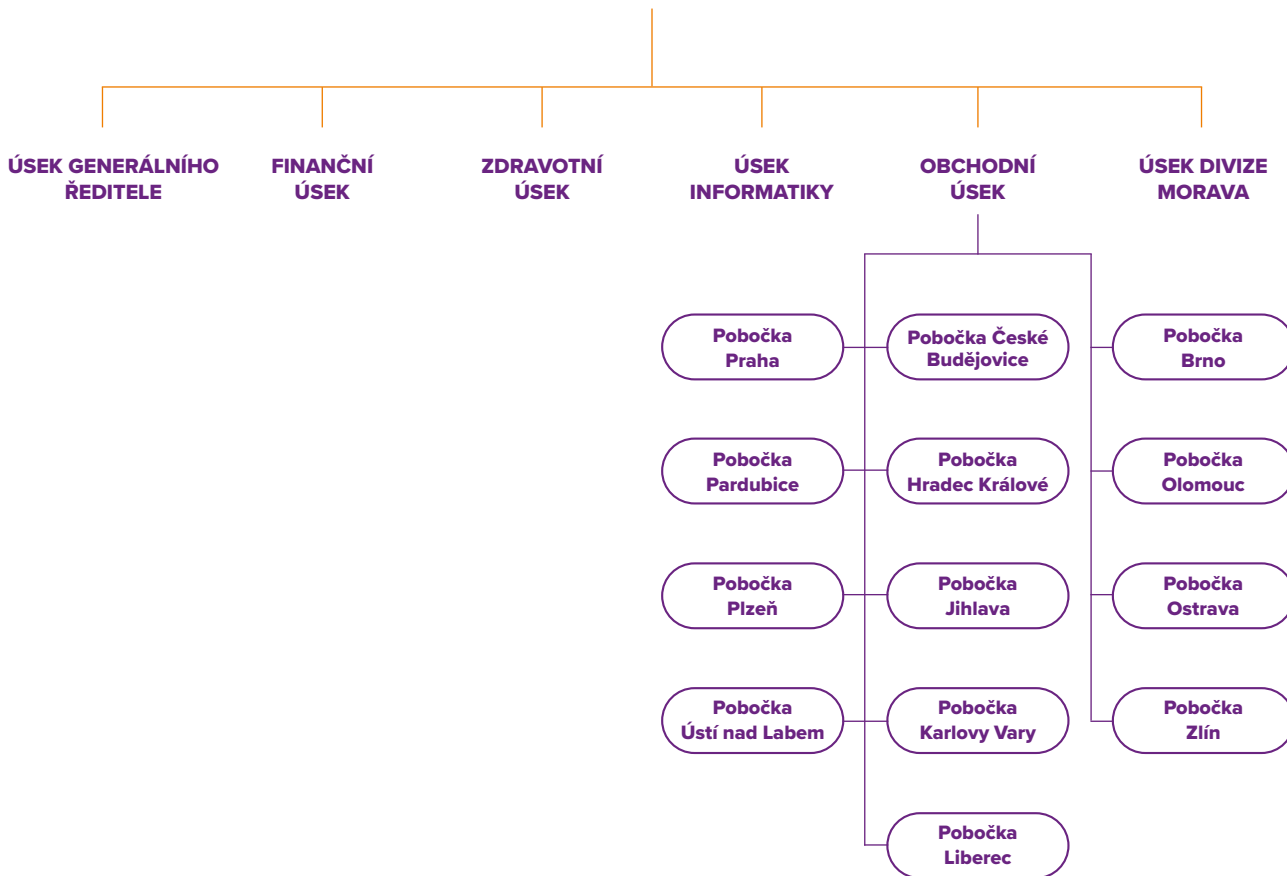 ÚSEK GENERÁLNÍHO
ŘEDITELE
FINANČNÍ
ÚSEK
ZDRAVOTNÍ
ÚSEK
ÚSEK
INFORMATIKY
OBCHODNÍ
ÚSEK
ÚSEK DIVIZE
MORAVA
Pobočka
Praha
Pobočka České
Budějovice
Pobočka
Brno
Pobočka
Pardubice
Pobočka
Hradec Králové
Pobočka
Olomouc
Pobočka
Plzeň
Pobočka
Jihlava
Pobočka
Ostrava
Pobočka
Ústí nad Labem
Pobočka
Karlovy Vary
Pobočka
Zlín
Pobočka
Liberec